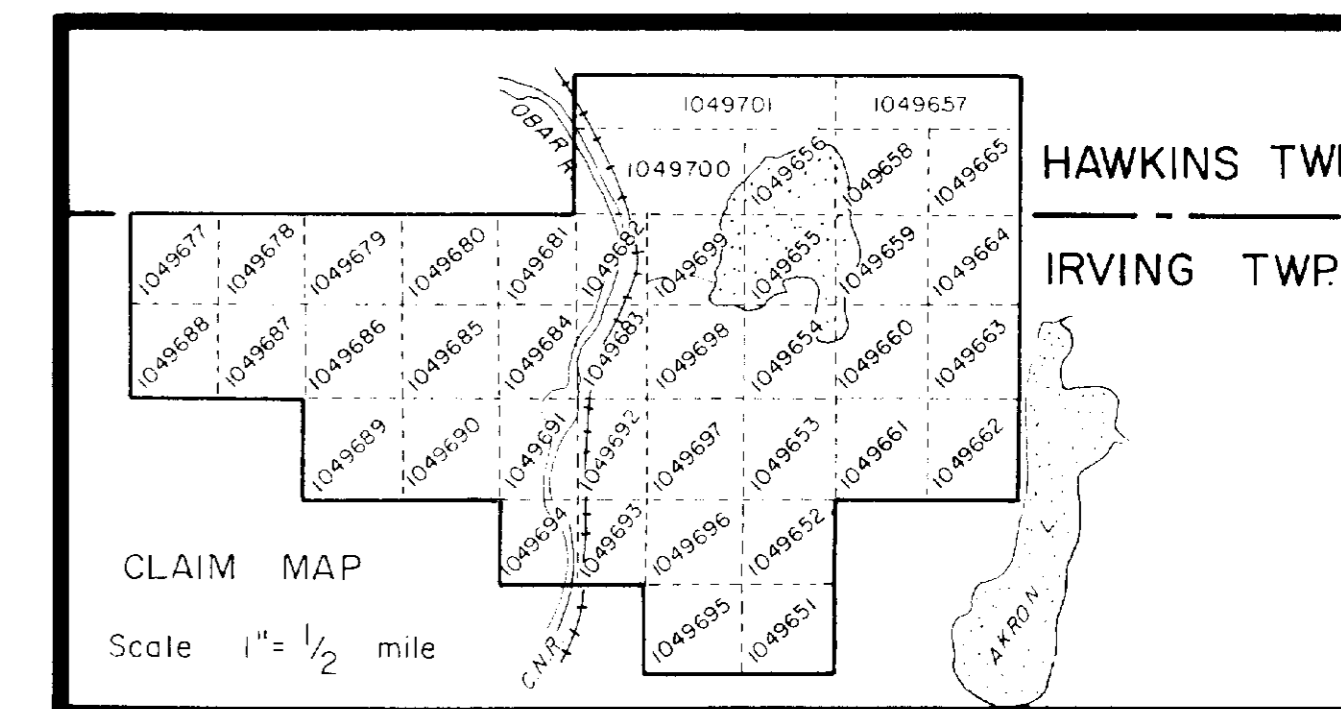 1049701 1049657
OBAR R.
1049700 1049656 1049658 1049665
HAWKINS TW
1049677 1049678 1049679 1049680 1049681 1049682 1049699 1049655 1049659 1049664
IRVING TWP.
1049688 1049687 1049686 1049685 1049684 1049683 1049698 1049654 1049660 1049663
1049689 1049690 1049691 1049692 1049697 1049653 1049661 1049662
1049694 1049693 1049696 1049652
CLAIM MAP
1049695 1049651
Scale 1" = 1/2 mile
C.N.R.
AKRON L.